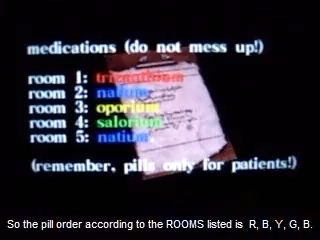 medications (do not mess up!)
room 1:
room 2:
room 3: oporium
room 4: salorium
room 5: natium
(remember, pills only for patients!)
So the pill order according to the ROOMS listed is R, B, Y, G, B.